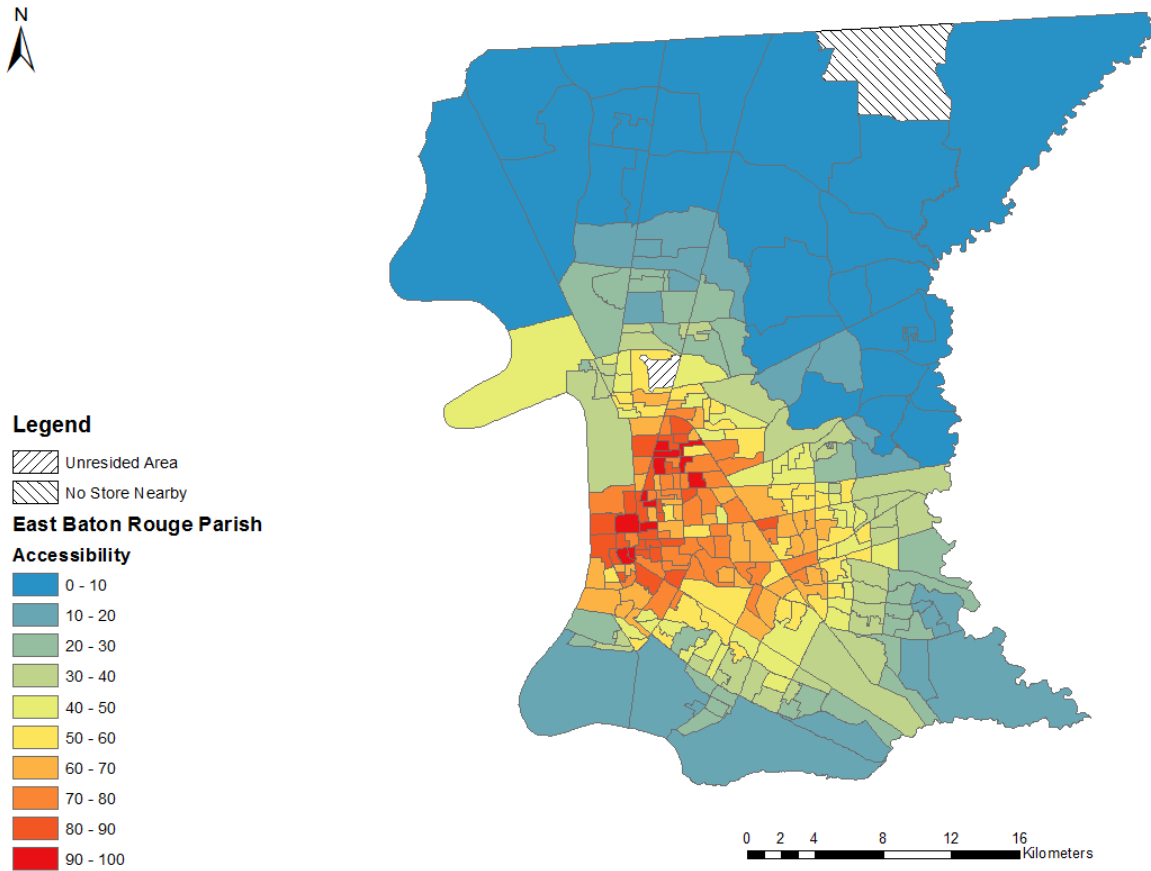 N
Legend
Unresided Area
No Store Nearby
East Baton Rouge Parish
Accessibility
0 - 10
10 - 20
20 - 30
30 - 40
40 - 50
50 - 60
60 - 70
70 - 80
80 - 90
90 - 100
0 2 4 8 12 16
Kilometers